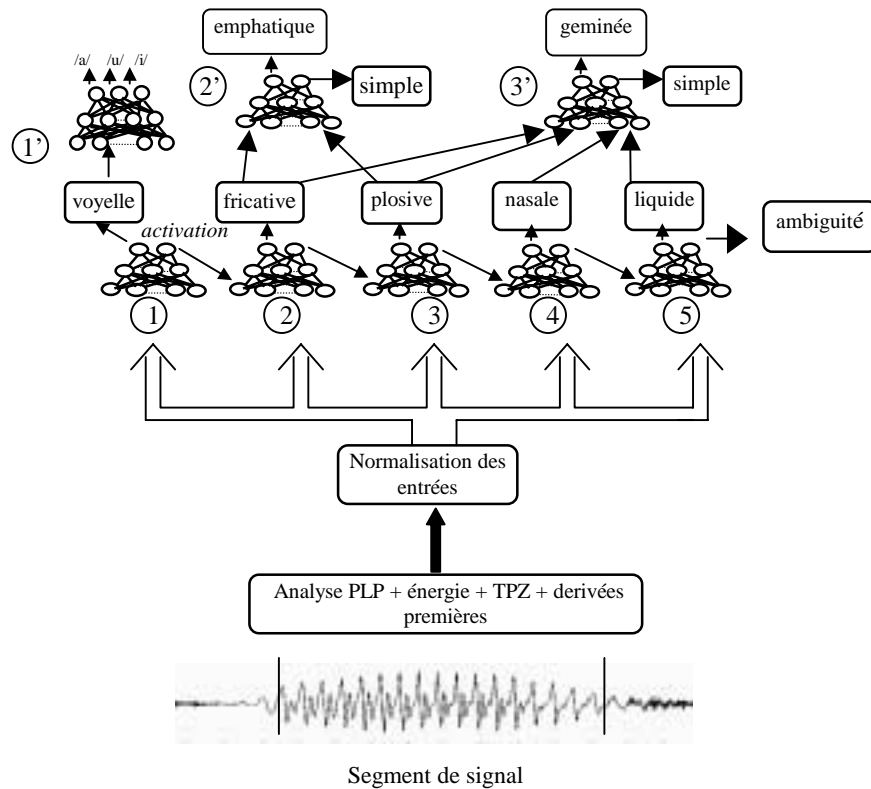 emphatique
geminée
/a/ /u/ /i/
2’
simple
3’
simple
1’
voyelle
fricative
plosive
nasale
liquide
ambiguité
activation
1
2
3
4
5
Normalisation des
entrées
Analyse PLP + énergie + TPZ + derivées
premières
Segment de signal